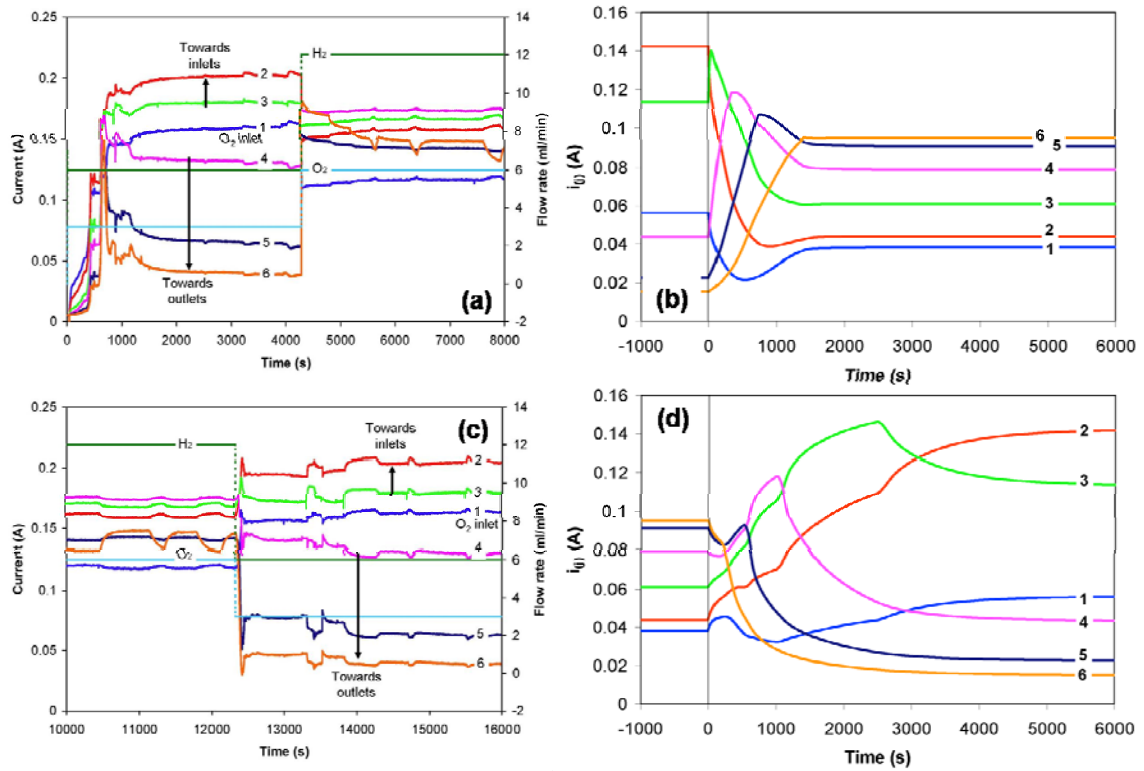 0.25
0.2
0.15
0.1
0.05
0
Current (A)
14
12
10
8
6
4
2
0
-2
Flow rate (ml/min)
Towards
inlets
H₂
2
3
1
O₂ inlet
4
O₂
5
6
Towards
outlets
(a)
0 1000 2000 3000 4000 5000 6000 7000 8000
Time (s)
0.16
0.14
0.12
0.1
0.08
0.06
0.04
0.02
0
i(j) (A)
6
5
4
3
2
1
(b)
-1000 0 1000 2000 3000 4000 5000 6000
Time (s)
0.25
0.2
0.15
0.1
0.05
0
Current (A)
14
12
10
8
6
4
2
0
-2
Flow rate (ml/min)
H₂
(c)
Towards
inlets
2
3
1
O₂ inlet
4
O₂
5
6
Towards
outlets
10000 11000 12000 13000 14000 15000 16000
Time (s)
0.16
0.14
0.12
0.1
0.08
0.06
0.04
0.02
0
i(j) (A)
(d)
2
3
1
4
5
6
-1000 0 1000 2000 3000 4000 5000 6000
Time (s)